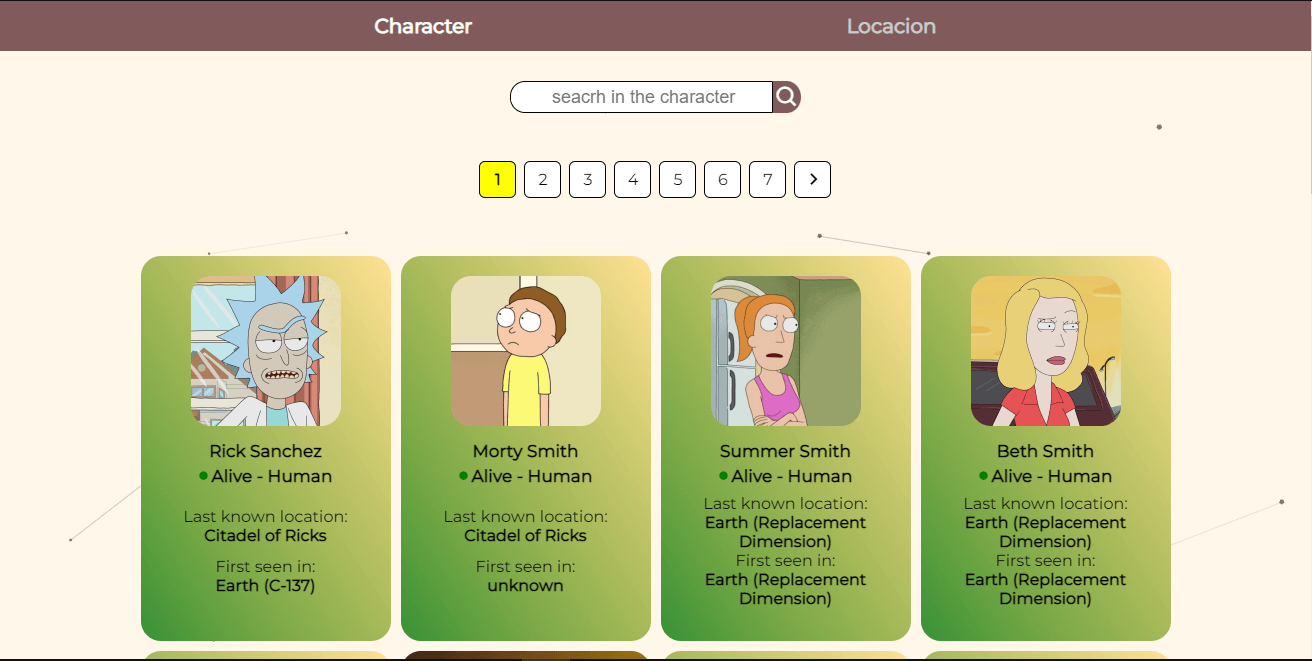 Character
Locacion
seacrh in the character
1 2 3 4 5 6 7
Rick Sanchez
Alive - Human
Last known location:
Citadel of Ricks
First seen in:
Earth (C-137)
Morty Smith
Alive - Human
Last known location:
Citadel of Ricks
First seen in:
unknown
Summer Smith
Alive - Human
Last known location:
Earth (Replacement
Dimension)
First seen in:
Earth (Replacement
Dimension)
Beth Smith
Alive - Human
Last known location:
Earth (Replacement
Dimension)
First seen in:
Earth (Replacement
Dimension)